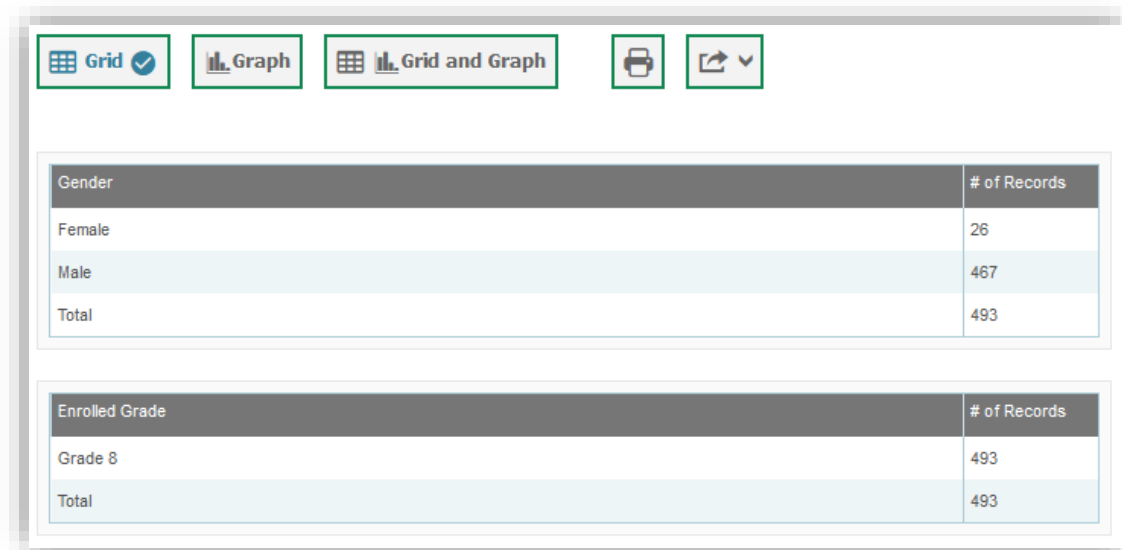 Grid Graph Grid and Graph
Gender # of Records
Female 26
Male 467
Total 493
Enrolled Grade # of Records
Grade 8 493
Total 493